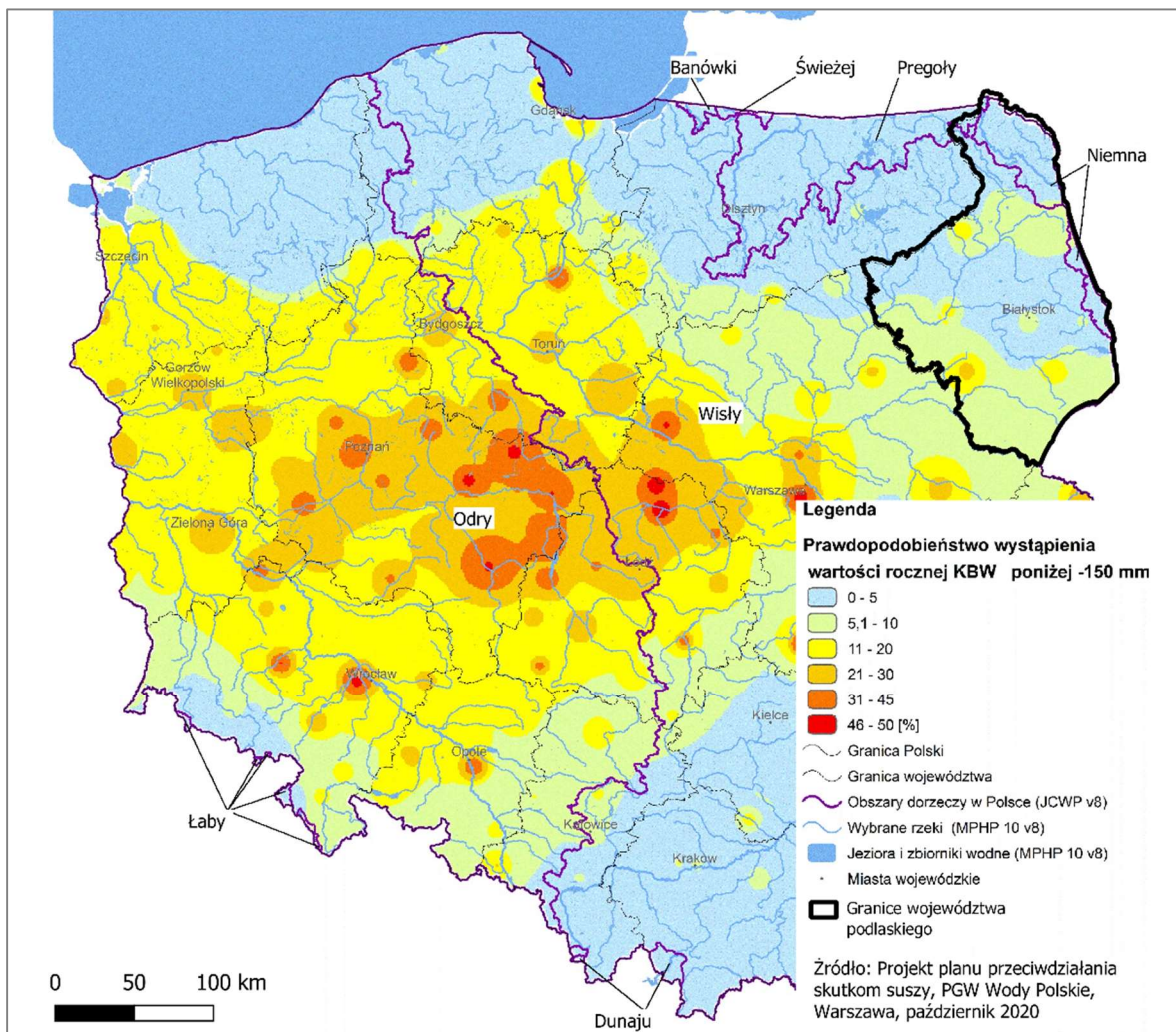 Banówki
Świeżej
Pregoły
Gdańsk
Niemna
Olsztyn
Szczecin
Białystok
Bydgoszcz
Toruń
Gorzów
Wielkopolski
Wisły
Poznań
Warszawa
Odry
Zielona Góra
Wrocław
Kielce
Opole
Łaby
Katowice
Kraków
Dunaju
0 50 100 km
Legenda
Prawdopodobieństwo wystąpienia
wartości rocznej KBW poniżej -150 mm
0 - 5
5,1 - 10
11 - 20
21 - 30
31 - 45
46 - 50 [%]
Granica Polski
Granica województwa
Obszary dorzeczy w Polsce (JCWP v8)
Wybrane rzeki (MPHP 10 v8)
Jeziora i zbiorniki wodne (MPHP 10 v8)
Miasta wojewódzkie
Granice województwa
podlaskiego
Źródło: Projekt planu przeciwdziałania
skutkom suszy, PGW Wody Polskie,
Warszawa, październik 2020